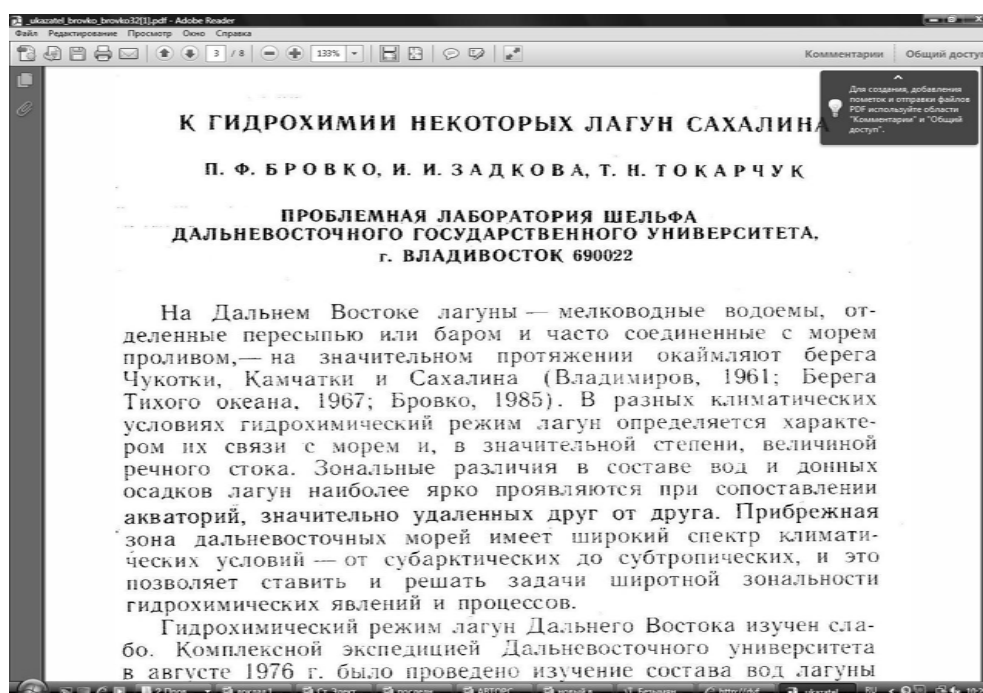 _ukazatel_brovko_brovko32[1].pdf - Adobe Reader
Файл Редактирование Просмотр Окно Справка
3 / 8 133% Комментарии Общий доступ
Для создания, добавления
пометок и отправки файлов
PDF используйте области
"Комментарии" и "Общий
доступ".
К ГИДРОХИМИИ НЕКОТОРЫХ ЛАГУН САХАЛИНА
П. Ф. БРОВКО, И. И. ЗАДКОВА, Т. Н. ТОКАРЧУК
ПРОБЛЕМНАЯ ЛАБОРАТОРИЯ ШЕЛЬФА
ДАЛЬНЕВОСТОЧНОГО ГОСУДАРСТВЕННОГО УНИВЕРСИТЕТА,
г. ВЛАДИВОСТОК 690022
На Дальнем Востоке лагуны — мелководные водоемы, от-
деленные пересыпью или баром и часто соединенные с морем
проливом,— на значительном протяжении окаймляют берега
Чукотки, Камчатки и Сахалина (Владимиров, 1961; Берега
Тихого океана, 1967; Бровко, 1985). В разных климатических
условиях гидрохимический режим лагун определяется характе-
ром их связи с морем и, в значительной степени, величиной
речного стока. Зональные различия в составе вод и донных
осадков лагун наиболее ярко проявляются при сопоставлении
акваторий, значительно удаленных друг от друга. Прибрежная
зона дальневосточных морей имеет широкий спектр климати-
ческих условий — от субарктических до субтропических, и это
позволяет ставить и решать задачи широтной зональности
гидрохимических явлений и процессов.
Гидрохимический режим лагун Дальнего Востока изучен сла-
бо. Комплексной экспедицией Дальневосточного университета
в августе 1976 г. было проведено изучение состава вод лагуны